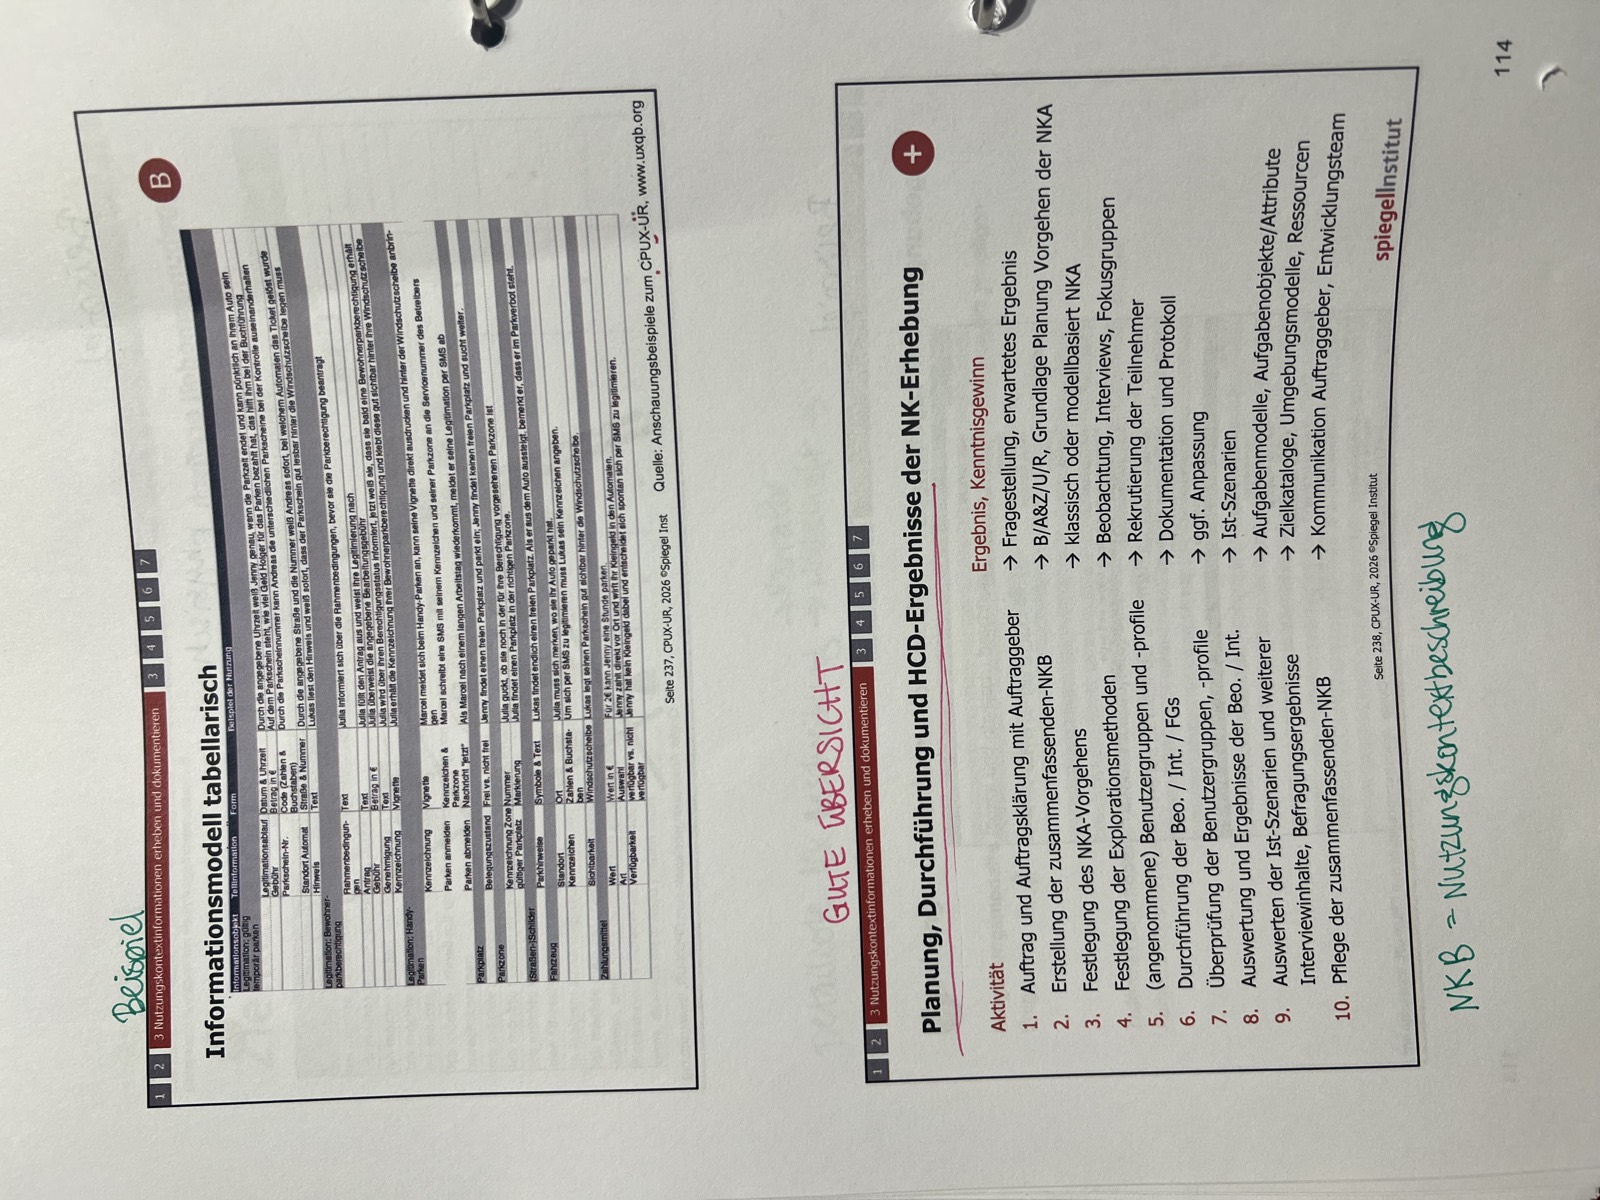 Beispiel
1 2 3 Nutzungskontextinformationen erheben und dokumentieren 3 4 5 6 7
B
Informationsmodell tabellarisch
Informationsobjekt Teilinformation Form Beispiel der Nutzung
Legitimation: gültig
temporär parken
Legitimationsablauf Datum & Uhrzeit Durch die angegebene Uhrzeit weiß Jenny genau, wann die Parkzeit endet und kann pünktlich an ihrem Auto sein
Gebühr Betrag in € Auf dem Parkschein steht, wie viel Geld Holger für das Parken bezahlt hat, das hilft ihm bei der Buchführung
Parkschein-Nr. Code (Zahlen & Durch die Parkscheinnummer kann Andreas die unterschiedlichen Parkscheine bei der Kontrolle auseinanderhalten
Buchstaben)
Standort Automat Straße & Nummer Durch die angegebene Straße und die Nummer weiß Andreas sofort, bei welchem Automaten das Ticket gelöst wurde
Hinweis Text Lukas liest den Hinweis und weiß sofort, dass der Parkschein gut lesbar hinter die Windschutzscheibe legen muss
Legitimation: Bewohner-
parkberechtigung
Rahmenbedingun- Text Julia informiert sich über die Rahmenbedingungen, bevor sie die Parkberechtigung beantragt
gen
Antrag Text Julia füllt den Antrag aus und weist ihre Legitimierung nach
Gebühr Betrag in € Julia überweist die angegebene Bearbeitungsgebühr
Genehmigung Text Julia wird über ihren Berechtigungsstatus informiert, jetzt weiß sie, dass sie bald eine Bewohnerparkberechtigung erhält
Kennzeichnung Vignette Julia erhält die Kennzeichnung ihrer Bewohnerparkberechtigung und klebt diese gut sichtbar hinter ihre Windschutzscheibe
Legitimation: Handy-
Parken
Kennzeichnung Vignette Marcel meldet sich beim Handy-Parken an, kann seine Vignette direkt ausdrucken und hinter der Windschutzscheibe anbrin-
gen
Parken anmelden Kennzeichen & Marcel schreibt eine SMS mit seinem Kennzeichen und seiner Parkzone an die Servicenummer des Betreibers
Parkzone
Parken abmelden Nachricht "jetzt" Als Marcel nach einem langen Arbeitstag wiederkommt, meldet er seine Legitimation per SMS ab
Parkplatz
Belegungszustand Frei vs. nicht frei Jenny findet einen freien Parkplatz und parkt ein; Jenny findet keinen freien Parkplatz und sucht weiter.
Parkzone
Kennzeichnung Zone Nummer Julia guckt, ob sie noch in der für ihre Berechtigung vorgesehenen Parkzone ist
gültiger Parkplatz Markierung Julia findet einen Parkplatz in der richtigen Parkzone.
(Straßen-)Schilder
Parkhinweise Symbole & Text Lukas findet endlich einen freien Parkplatz. Als er aus dem Auto aussteigt, bemerkt er, dass er im Parkverbot steht.
Fahrzeug
Standort Ort Julia muss sich merken, wo sie ihr Auto geparkt hat.
Kennzeichen Zahlen & Buchsta- Um sich per SMS zu legitimieren muss Lukas sein Kennzeichen angeben.
ben
Sichtbarkeit Windschutzscheibe Lukas legt seinen Parkschein gut sichtbar hinter die Windschutzscheibe.
Zahlungsmittel
Wert Wert in € Für 2€ kann Jenny eine Stunde parken.
Art Auswahl Jenny zahlt direkt vor Ort und wirft ihr Kleingeld in den Automaten.
Verfügbarkeit verfügbar vs. nicht Jenny hat kein Kleingeld dabei und entscheidet sich spontan sich per SMS zu legitimieren.
verfügbar
Seite 237, CPUX-UR, 2026 ©Spiegel Inst Quelle: Anschauungsbeispiele zum CPUX-UR, www.uxqb.org
GUTE ÜBERSICHT
1 2 3 Nutzungskontextinformationen erheben und dokumentieren 3 4 5 6 7
+
Planung, Durchführung und HCD-Ergebnisse der NK-Erhebung
Aktivität
1. Auftrag und Auftragsklärung mit Auftraggeber
2. Erstellung der zusammenfassenden-NKB
3. Festlegung des NKA-Vorgehens
4. Festlegung der Explorationsmethoden
5. (angenommene) Benutzergruppen und -profile
6. Durchführung der Beo. / Int. / FGs
7. Überprüfung der Benutzergruppen, -profile
8. Auswertung und Ergebnisse der Beo. / Int.
9. Auswerten der Ist-Szenarien und weiterer
Interviewinhalte, Befragungsergebnisse
10. Pflege der zusammenfassenden-NKB
Ergebnis, Kenntnisgewinn
→ Fragestellung, erwartetes Ergebnis
→ B/A&Z/U/R, Grundlage Planung Vorgehen der NKA
→ klassisch oder modellbasiert NKA
→ Beobachtung, Interviews, Fokusgruppen
→ Rekrutierung der Teilnehmer
→ Dokumentation und Protokoll
→ ggf. Anpassung
→ Ist-Szenarien
→ Aufgabenmodelle, Aufgabenobjekte/Attribute
→ Zielkataloge, Umgebungsmodelle, Ressourcen
→ Kommunikation Auftraggeber, Entwicklungsteam
Seite 238, CPUX-UR, 2026 ©Spiegel Institut
spiegelInstitut
NKB = Nutzungskontextbeschreibung
114